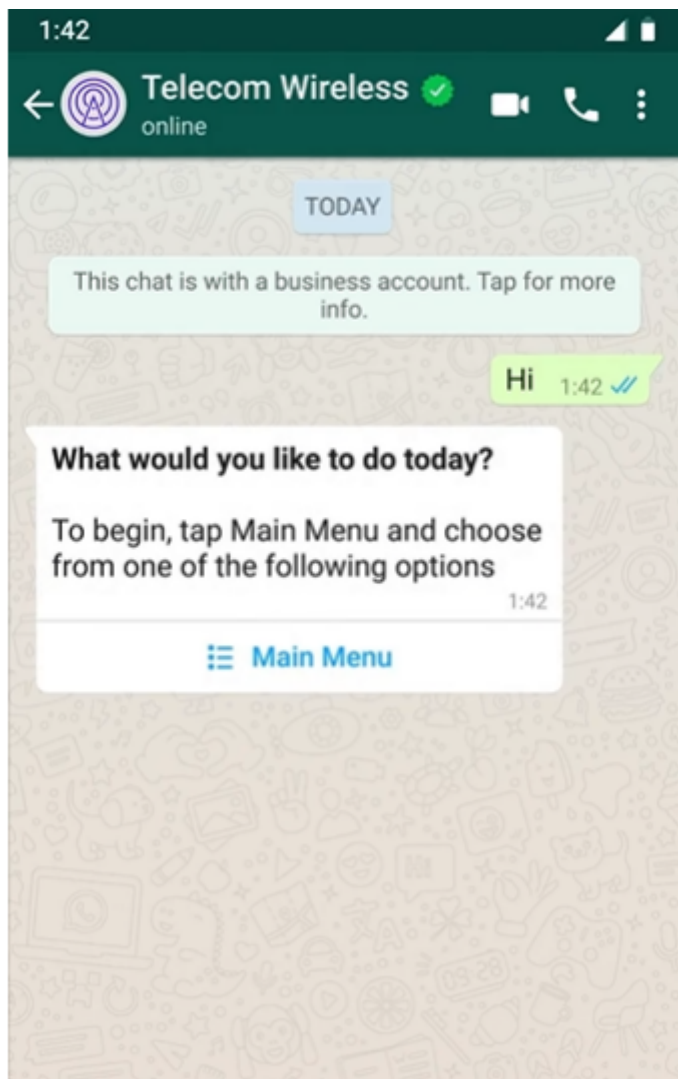 1:42
Telecom Wireless
online
TODAY
This chat is with a business account. Tap for more
info.
Hi 1:42
What would you like to do today?
To begin, tap Main Menu and choose
from one of the following options
1:42
Main Menu